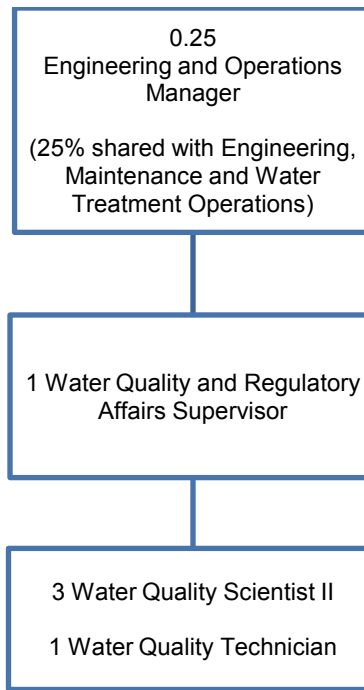 0.25
Engineering and Operations
Manager
(25% shared with Engineering,
Maintenance and Water
Treatment Operations)
1 Water Quality and Regulatory
Affairs Supervisor
3 Water Quality Scientist II
1 Water Quality Technician